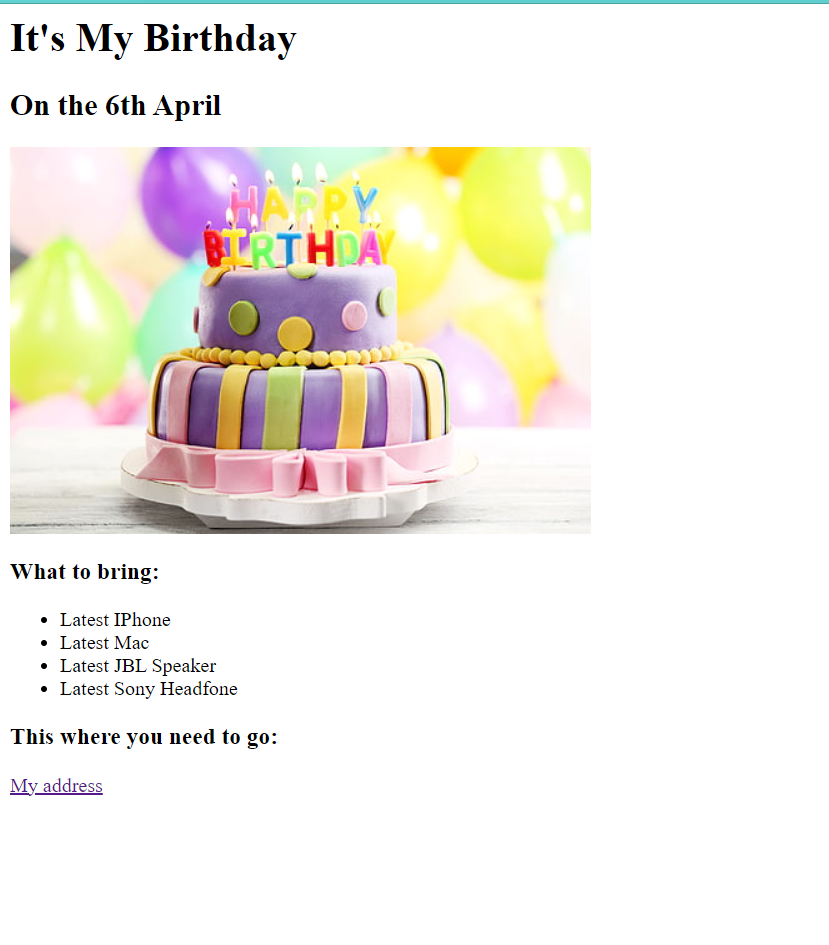 It's My Birthday
On the 6th April
HAPPY
BIRTHDAY
What to bring:
Latest IPhone
Latest Mac
Latest JBL Speaker
Latest Sony Headfone
This where you need to go:
My address